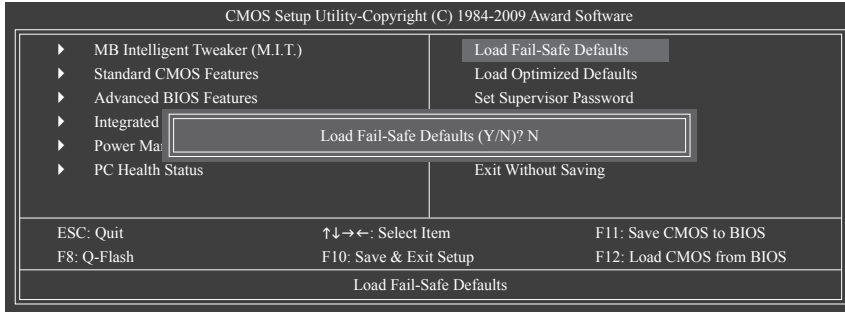 CMOS Setup Utility-Copyright (C) 1984-2009 Award Software
MB Intelligent Tweaker (M.I.T.)
Standard CMOS Features
Advanced BIOS Features
Integrated
Power Ma
PC Health Status
Load Fail-Safe Defaults
Load Optimized Defaults
Set Supervisor Password
Exit Without Saving
Load Fail-Safe Defaults (Y/N)? N
ESC: Quit
↑↓→←: Select Item
F11: Save CMOS to BIOS
F8: Q-Flash
F10: Save & Exit Setup
F12: Load CMOS from BIOS
Load Fail-Safe Defaults